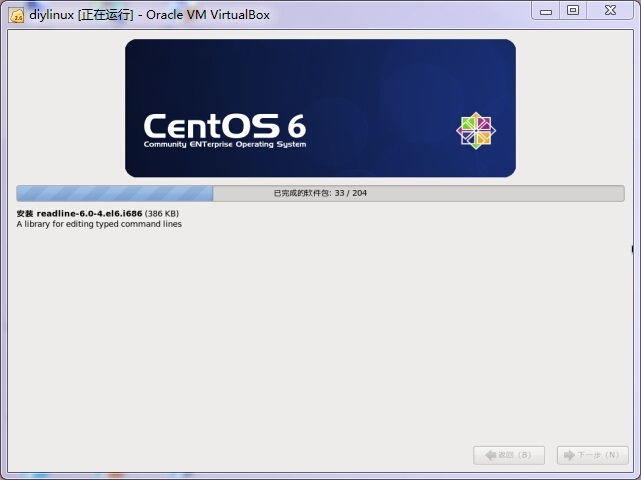 diylinux [正在运行] - Oracle VM VirtualBox
CentOS 6
Community ENTerprise Operating System
已完成的软件包: 33 / 204
安装 readline-6.0-4.el6.i686 (386 KB)
A library for editing typed command lines
返回（B） 下一步（N）